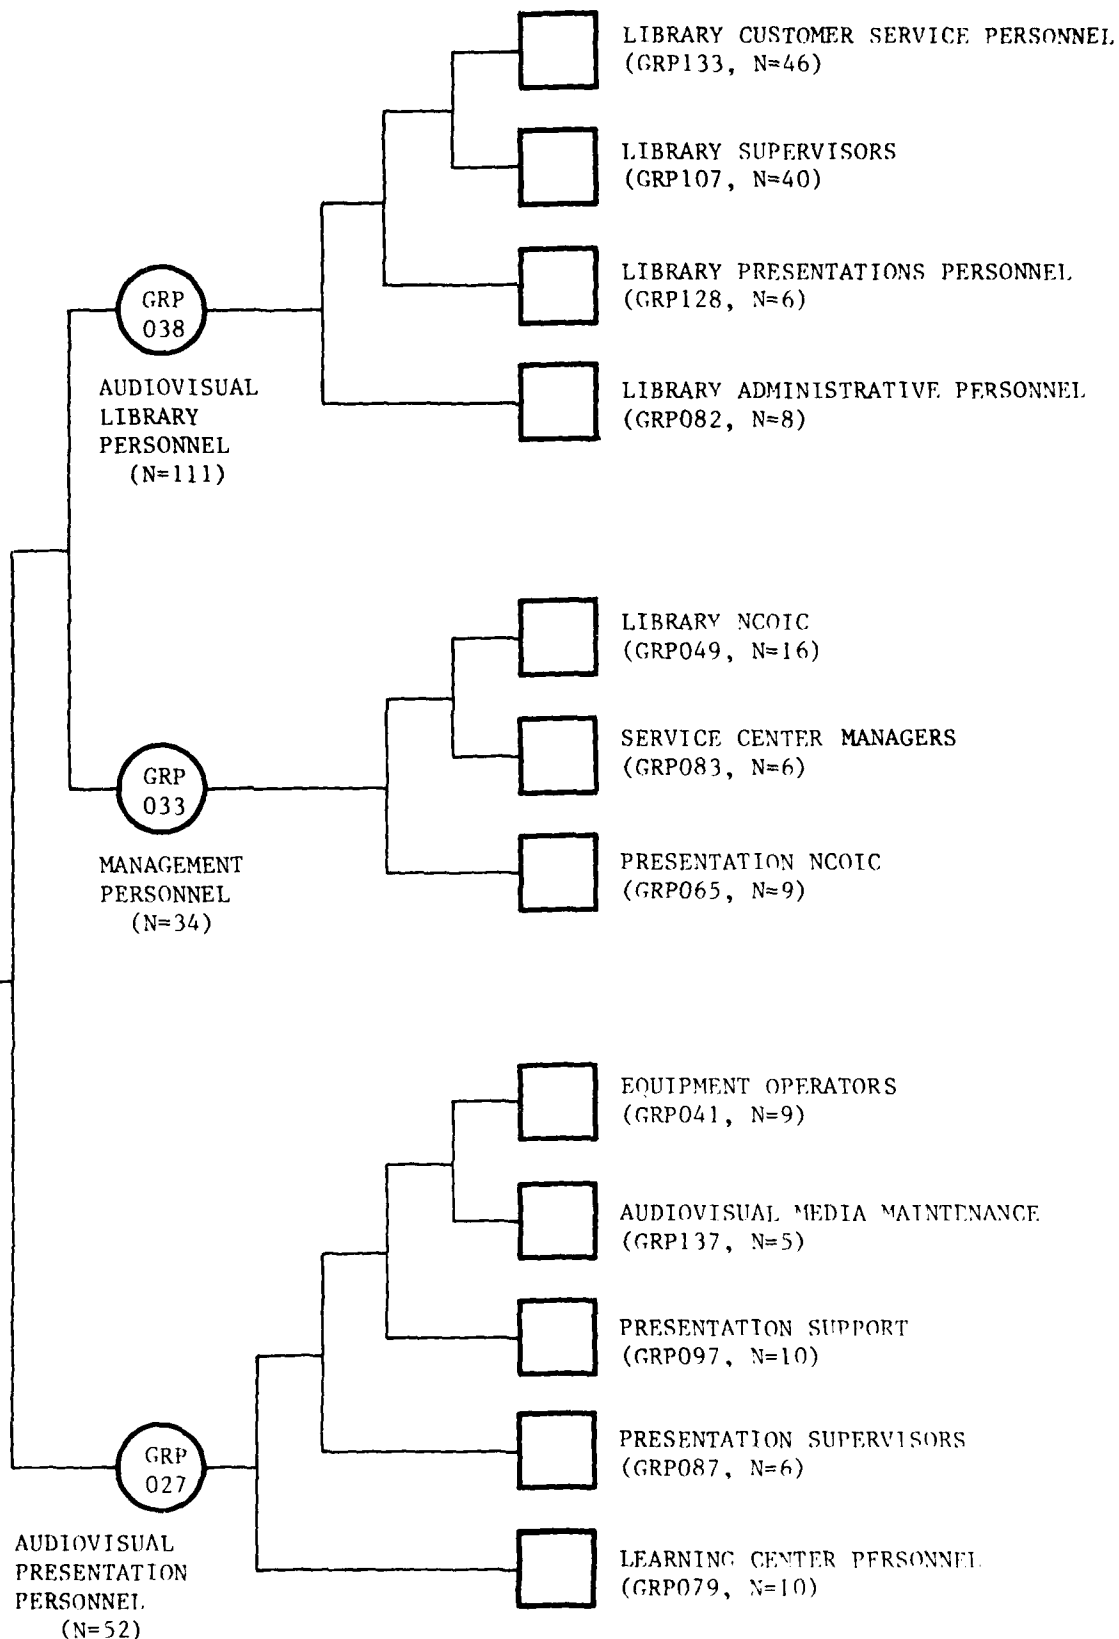 LIBRARY CUSTOMER SERVICE PERSONNEL
(GRP133, N=46)
LIBRARY SUPERVISORS
(GRP107, N=40)
LIBRARY PRESENTATIONS PERSONNEL
(GRP128, N=6)
GRP
038
AUDIOVISUAL
LIBRARY
PERSONNEL
(N=111)
LIBRARY ADMINISTRATIVE PERSONNEL
(GRP082, N=8)
LIBRARY NCOIC
(GRP049, N=16)
SERVICE CENTER MANAGERS
(GRP083, N=6)
GRP
033
MANAGEMENT
PERSONNEL
(N=34)
PRESENTATION NCOIC
(GRP065, N=9)
EQUIPMENT OPERATORS
(GRP041, N=9)
AUDIOVISUAL MEDIA MAINTENANCE
(GRP137, N=5)
PRESENTATION SUPPORT
(GRP097, N=10)
PRESENTATION SUPERVISORS
(GRP087, N=6)
GRP
027
AUDIOVISUAL
PRESENTATION
PERSONNEL
(N=52)
LEARNING CENTER PERSONNEL
(GRP079, N=10)